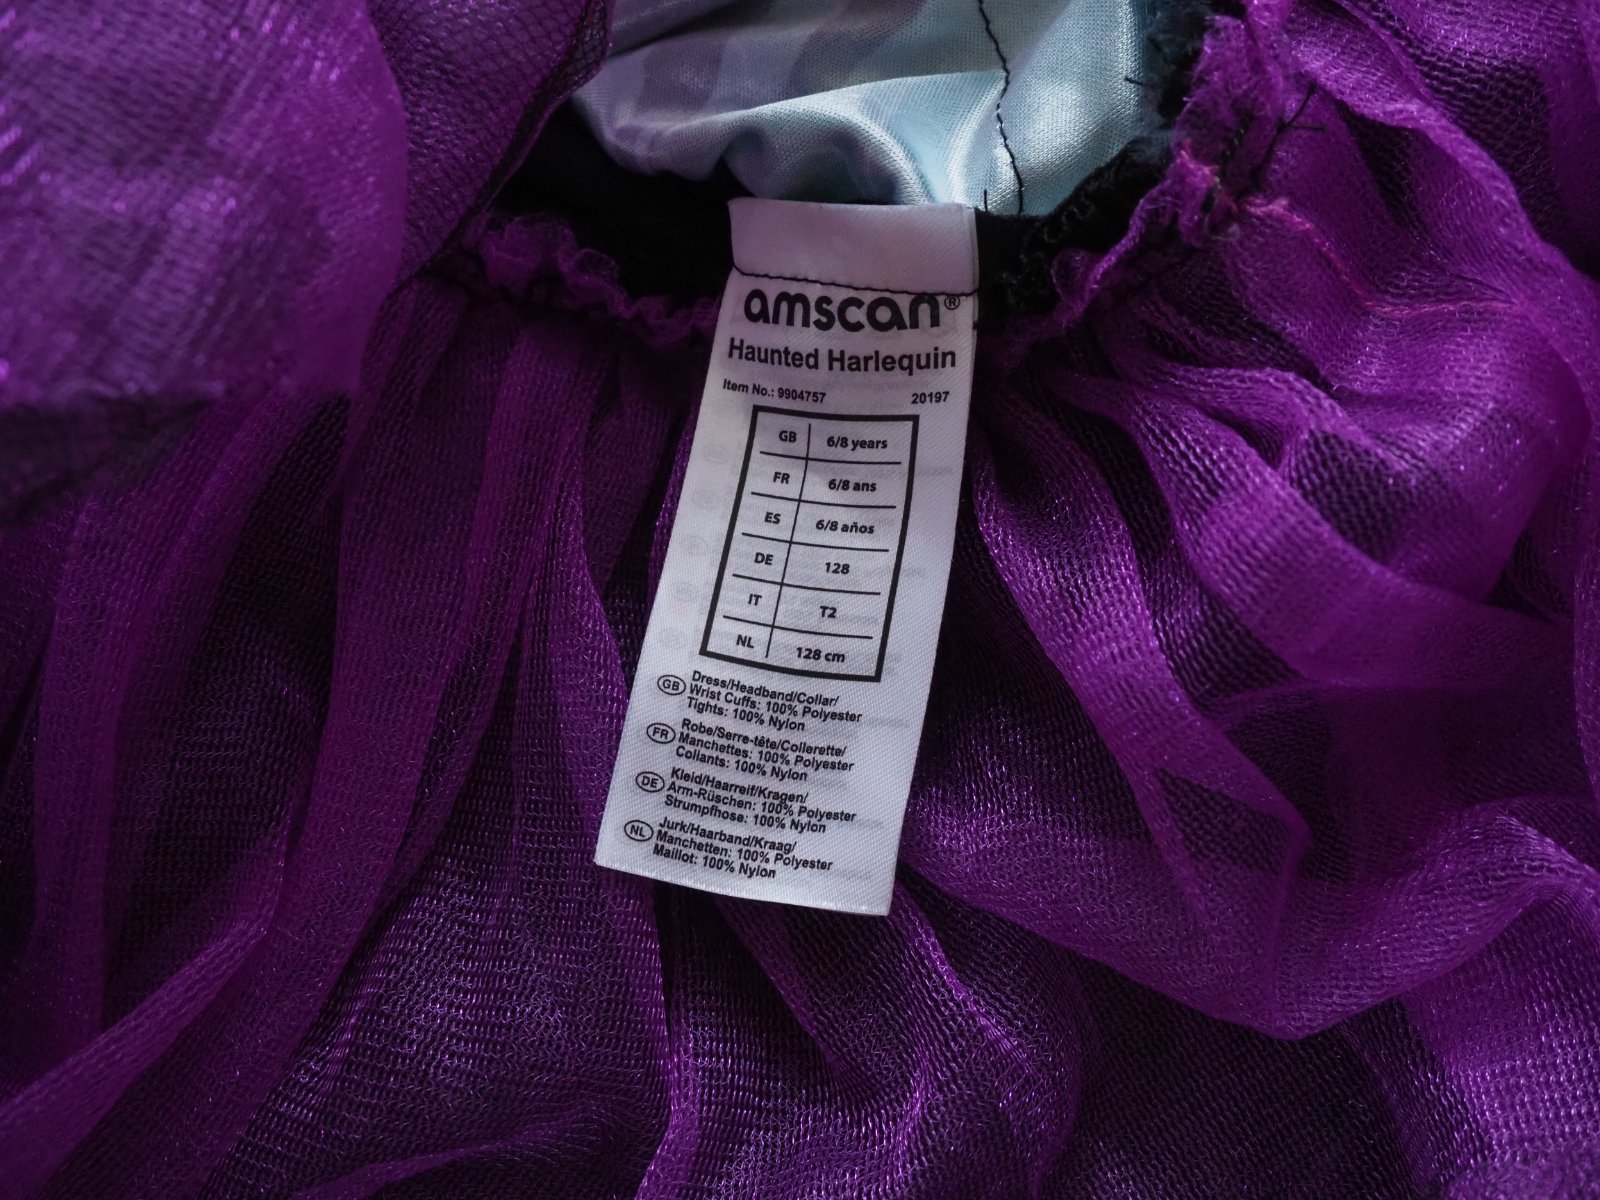 amscan®
Haunted Harlequin
Item No.: 9904757 20197
GB 6/8 years
FR 6/8 ans
ES 6/8 años
DE 128
IT T2
NL 128 cm
GB Dress/Headband/Collar/
Wrist Cuffs: 100% Polyester
Tights: 100% Nylon
FR Robe/Serre-tête/Collerette/
Manchettes: 100% Polyester
Collants: 100% Nylon
DE Kleid/Haarreif/Kragen/
Arm-Rüschen: 100% Polyester
Strumpfhose: 100% Nylon
NL Jurk/Haarband/Kraag/
Manchetten: 100% Polyester
Maillot: 100% Nylon